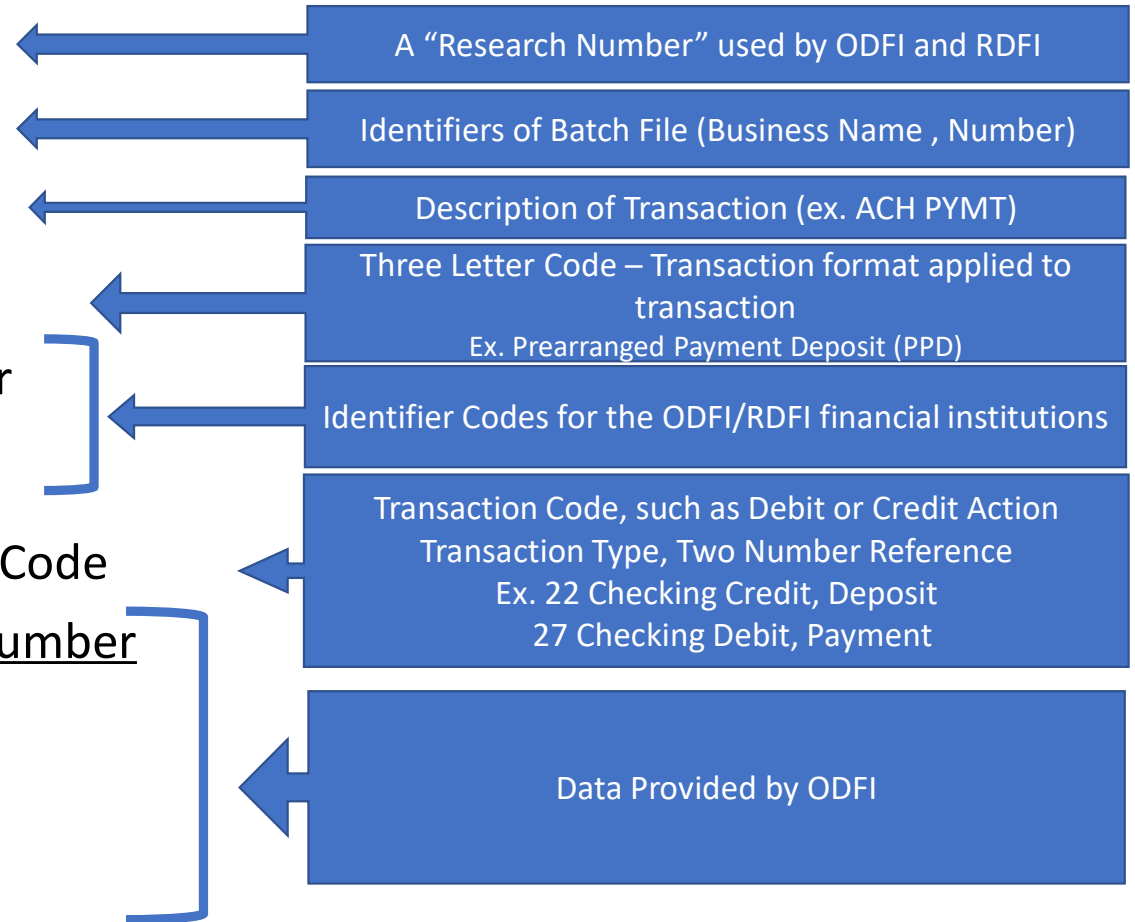 A “Research Number” used by ODFI and RDFI
Identifiers of Batch File (Business Name , Number)
Description of Transaction (ex. ACH PYMT)
Three Letter Code – Transaction format applied to
transaction
Ex. Prearranged Payment Deposit (PPD)
r
Identifier Codes for the ODFI/RDFI financial institutions
Transaction Code, such as Debit or Credit Action
Transaction Type, Two Number Reference
Ex. 22 Checking Credit, Deposit
27 Checking Debit, Payment
Code
umber
Data Provided by ODFI